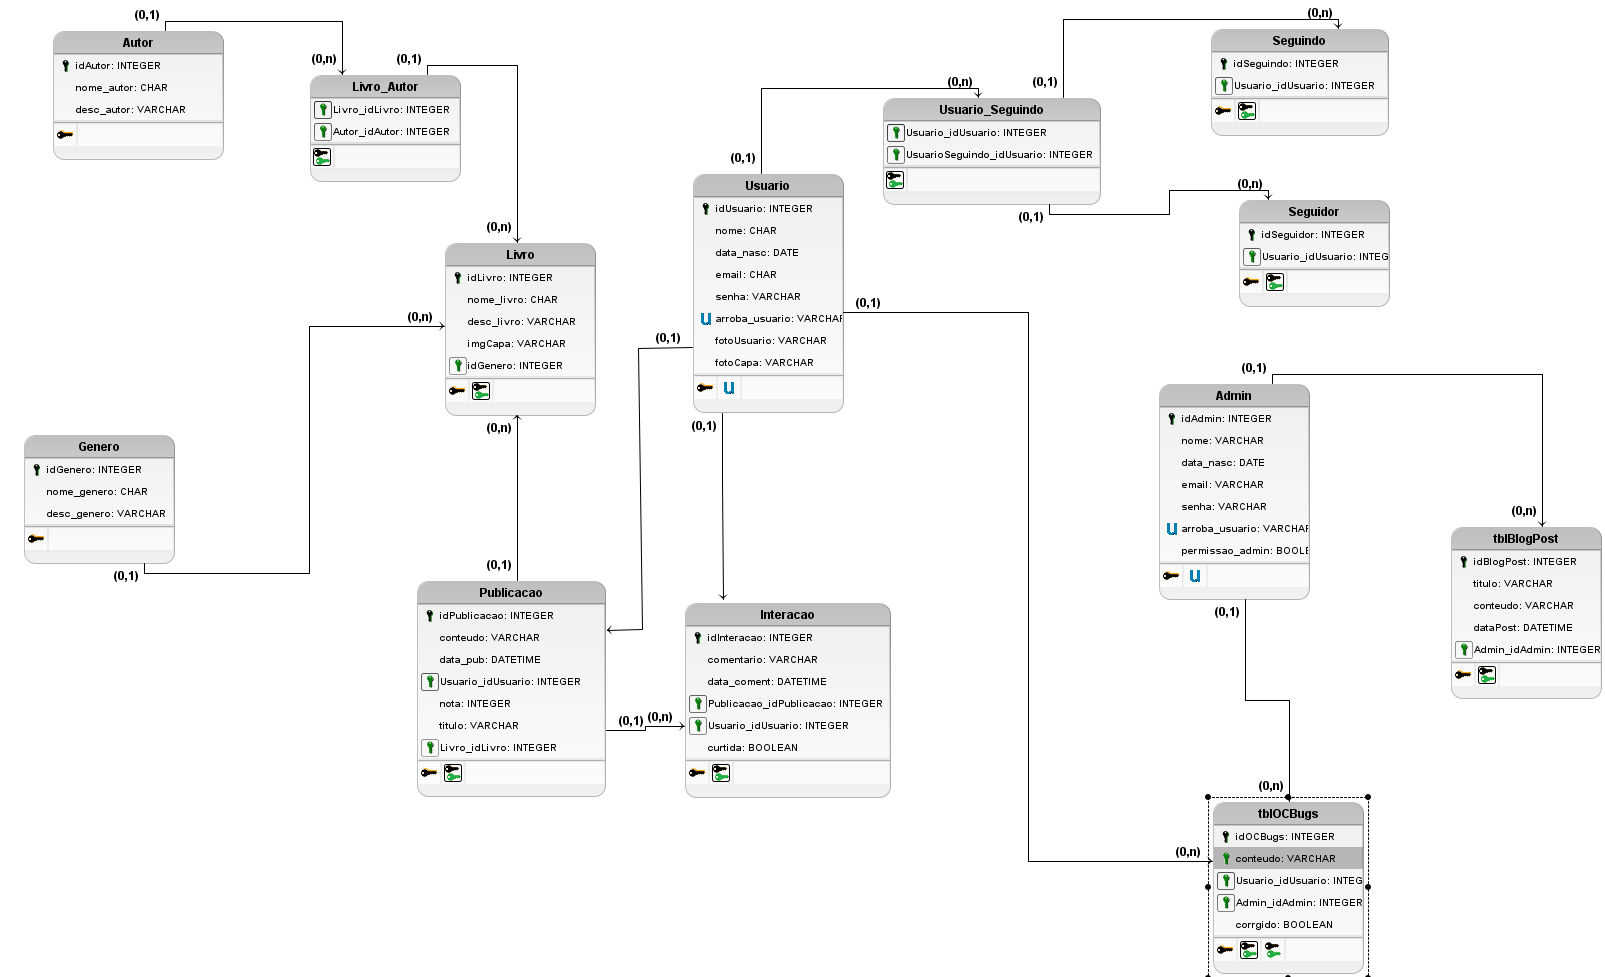 (0,1)
Autor
idAutor: INTEGER
nome_autor: CHAR
desc_autor: VARCHAR
(0,n)
(0,1)
Livro_Autor
Livro_idLivro: INTEGER
Autor_idAutor: INTEGER
(0,n)
Livro
idLivro: INTEGER
nome_livro: CHAR
desc_livro: VARCHAR
imgCapa: VARCHAR
idGenero: INTEGER
(0,n)
(0,n)
Genero
idGenero: INTEGER
nome_genero: CHAR
desc_genero: VARCHAR
(0,1)
(0,1)
Publicacao
idPublicacao: INTEGER
conteudo: VARCHAR
data_pub: DATETIME
Usuario_idUsuario: INTEGER
nota: INTEGER
titulo: VARCHAR
Livro_idLivro: INTEGER
(0,1)
(0,n)
Interacao
idInteracao: INTEGER
comentario: VARCHAR
data_coment: DATETIME
Publicacao_idPublicacao: INTEGER
Usuario_idUsuario: INTEGER
curtida: BOOLEAN
(0,1)
Usuario
idUsuario: INTEGER
nome: CHAR
data_nasc: DATE
email: CHAR
senha: VARCHAR
u arroba_usuario: VARCHAR
fotoUsuario: VARCHAR
fotoCapa: VARCHAR
u
(0,1)
(0,1)
(0,1)
(0,n)
(0,1)
Usuario_Seguindo
Usuario_idUsuario: INTEGER
UsuarioSeguindo_idUsuario: INTEGER
(0,1)
(0,n)
Seguindo
idSeguindo: INTEGER
Usuario_idUsuario: INTEGER
(0,n)
Seguidor
idSeguidor: INTEGER
Usuario_idUsuario: INTEG
(0,1)
Admin
idAdmin: INTEGER
nome: VARCHAR
data_nasc: DATE
email: VARCHAR
senha: VARCHAR
u arroba_usuario: VARCHAR
permissao_admin: BOOLE
u
(0,1)
(0,n)
tblBlogPost
idBlogPost: INTEGER
titulo: VARCHAR
conteudo: VARCHAR
dataPost: DATETIME
Admin_idAdmin: INTEGER
(0,n)
(0,n)
tblOCBugs
idOCBugs: INTEGER
conteudo: VARCHAR
Usuario_idUsuario: INTEG
Admin_idAdmin: INTEGER
corrgido: BOOLEAN